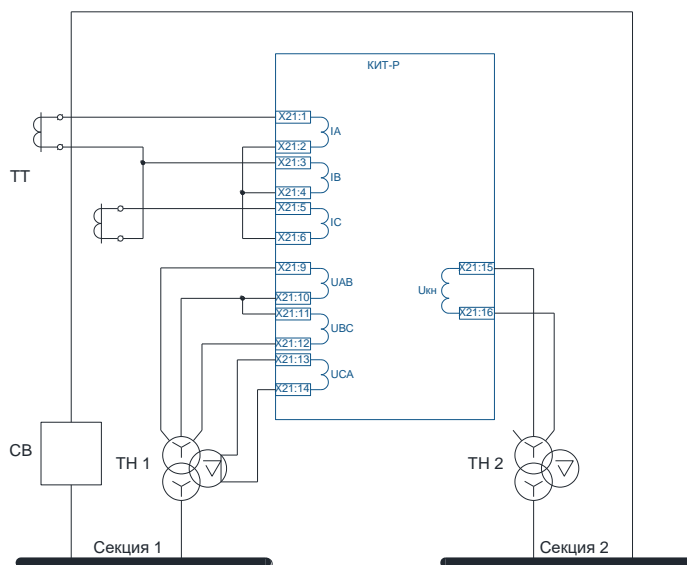 КИТ-Р
X21:1
IA
X21:2
X21:3
IB
X21:4
X21:5
IC
X21:6
ТТ
X21:9
UAB
X21:10
X21:11
UBC
X21:12
X21:13
UCA
X21:14
X21:15
Uкн
X21:16
СВ
ТН 1
ТН 2
Секция 1
Секция 2